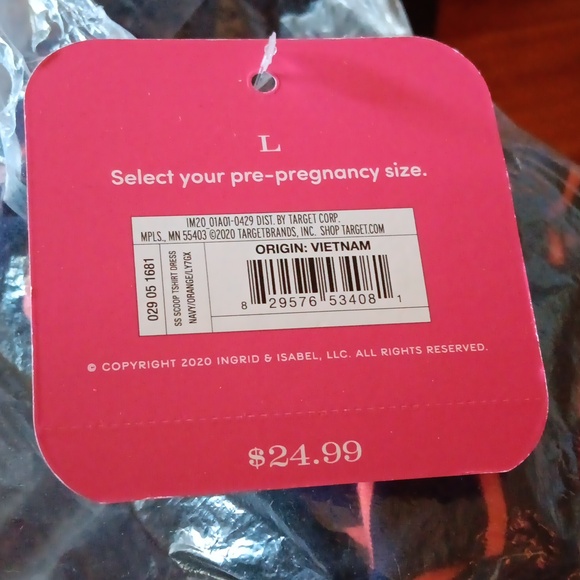 L
Select your pre-pregnancy size.
IM20_01A01-0429 DIST. BY TARGET CORP.
MPLS., MN 55403 ©2020 TARGETBRANDS, INC. SHOP TARGET.COM
029 05 1681
SS SCOOP TSHIRT DRESS
NAVY/ORANGE/LY7GX
ORIGIN: VIETNAM
8 29576 53408 1
© COPYRIGHT 2020 INGRID & ISABEL, LLC. ALL RIGHTS RESERVED.
$24.99